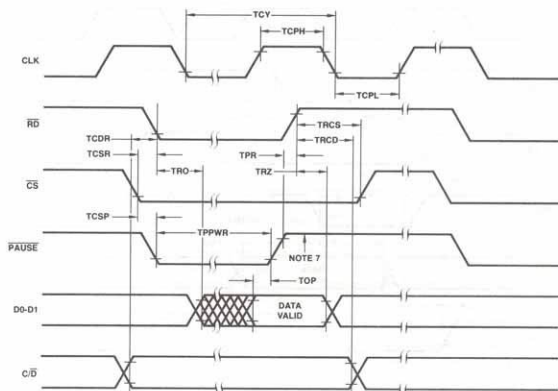 TCY
TCPH
CLK
TCPL
RD
TCDR
TRCS
TCSR
TRCD
TPR
TRO
TRZ
CS
TCSP
TPPWR
PAUSE
NOTE 7
TOP
D0-D1
DATA
VALID
C/D